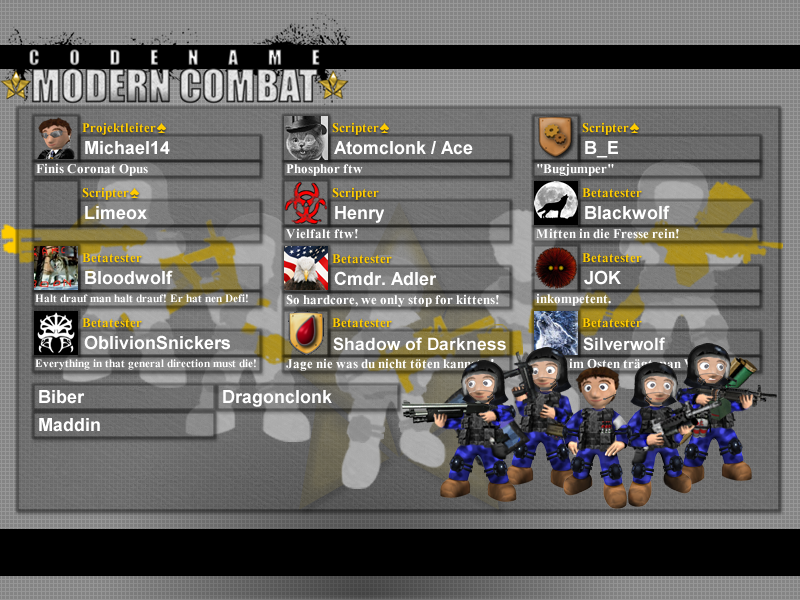 CODENAME
MODERN COMBAT
Projektleiter♠
Michael14
Finis Coronat Opus
Scripter♠
Atomclonk / Ace
Phosphor ftw
Scripter♠
B_E
"Bugjumper"
Scripter♠
Limeox
Scripter
Henry
Vielfalt ftw!
Betatester
Blackwolf
Mitten in die Fresse rein!
Betatester
Bloodwolf
Halt drauf man halt drauf! Er hat nen Defi!
Betatester
Cmdr. Adler
So hardcore, we only stop for kittens!
Betatester
JOK
inkompetent.
Betatester
OblivionSnickers
Everything in that general direction must die!
Betatester
Shadow of Darkness
Jage nie was du nicht töten kannst!
Betatester
Silverwolf
im Osten trägt man
Biber
Dragonclonk
Maddin